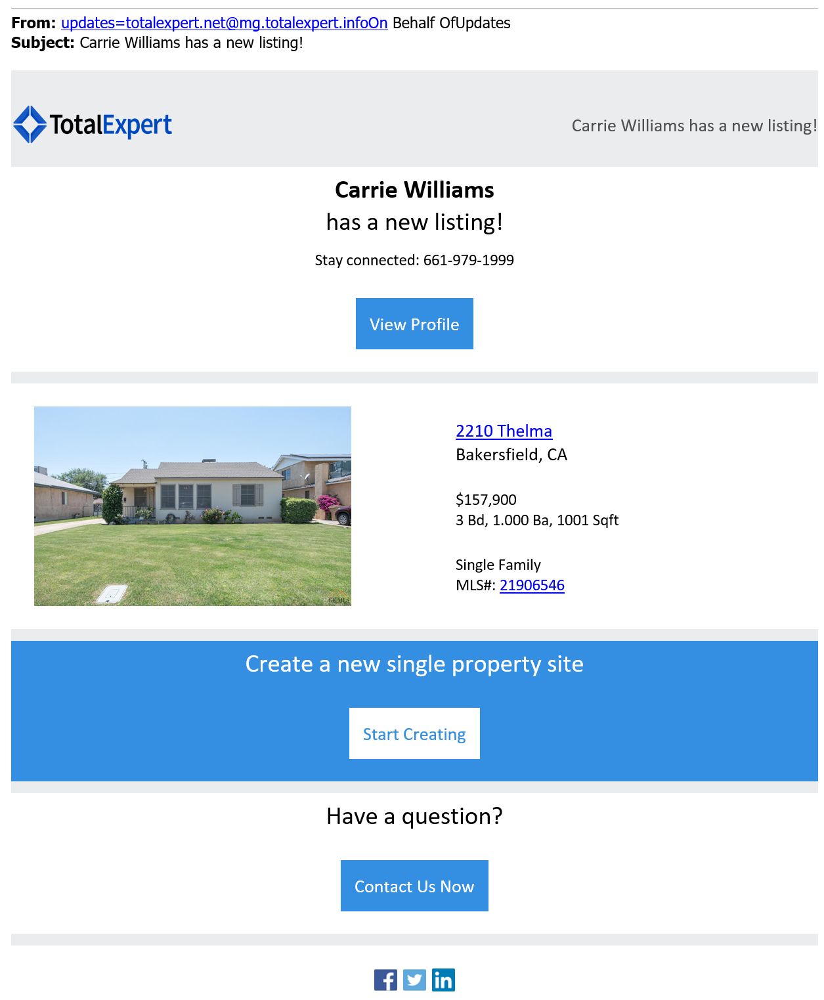 From: updates=totalexpert.net@mg.totalexpert.infoOn Behalf OfUpdates
Subject: Carrie Williams has a new listing!
TotalExpert
Carrie Williams has a new listing!
Carrie Williams
has a new listing!
Stay connected: 661-979-1999
View Profile
2210 Thelma
Bakersfield, CA
$157,900
3 Bd, 1.000 Ba, 1001 Sqft
Single Family
MLS#: 21906546
Create a new single property site
Start Creating
Have a question?
Contact Us Now